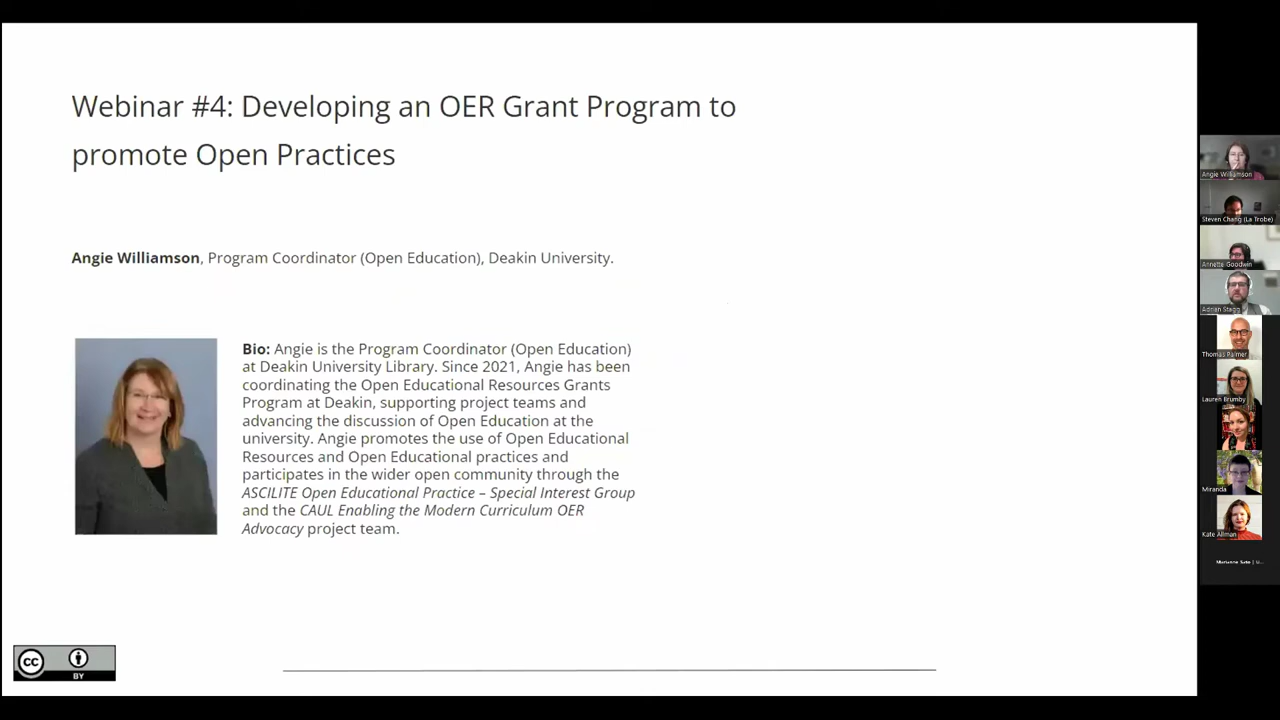 Webinar #4: Developing an OER Grant Program to
promote Open Practices
Angie Williamson, Program Coordinator (Open Education), Deakin University.
Bio: Angie is the Program Coordinator (Open Education)
at Deakin University Library. Since 2021, Angie has been
coordinating the Open Educational Resources Grants
Program at Deakin, supporting project teams and
advancing the discussion of Open Education at the
university. Angie promotes the use of Open Educational
Resources and Open Educational practices and
participates in the wider open community through the
ASCILITE Open Educational Practice – Special Interest Group
and the CAUL Enabling the Modern Curriculum OER
Advocacy project team.
cc
BY
Angie Williamson
Steven Chang (La Trobe)
Annette Goodwin
Adrian Stagg
Thomas Palmer
Lauren Brumby
Miranda
Kate Allman